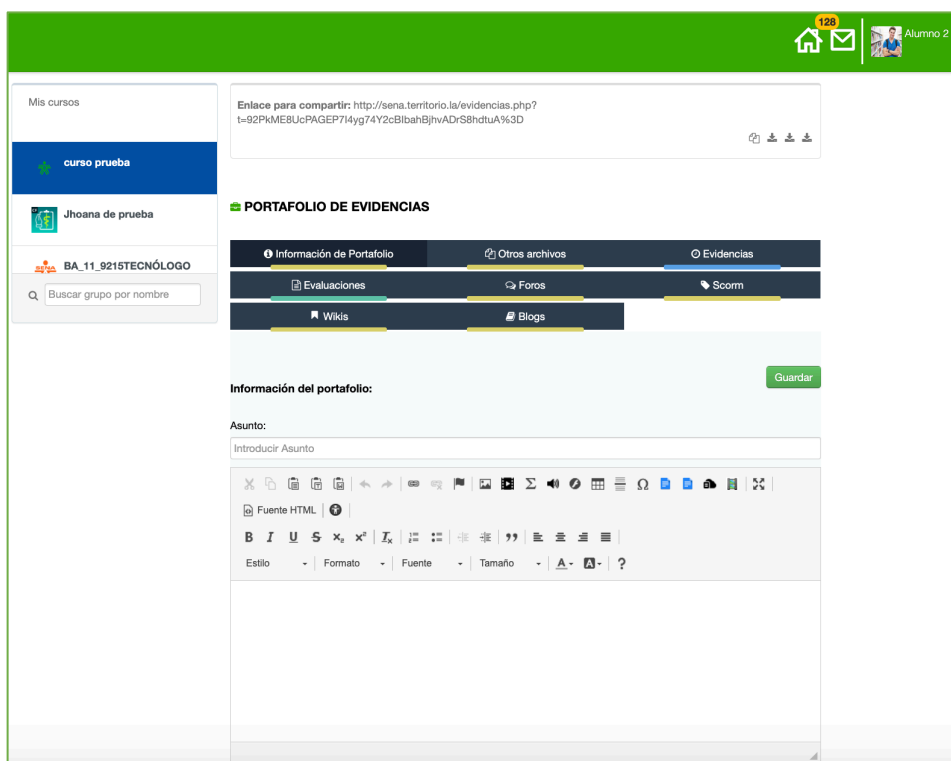 128
Alumno 2
Mis cursos
curso prueba
Jhoana de prueba
SENA BA_11_9215TECNÓLOGO
Buscar grupo por nombre
Enlace para compartir: http://sena.territorio.la/evidencias.php?
t=92PkME8UcPAGEP7I4yg74Y2cBIbahBjhvADrS8hdtuA%3D
PORTAFOLIO DE EVIDENCIAS
Información de Portafolio
Otros archivos
Evidencias
Evaluaciones
Foros
Scorm
Wikis
Blogs
Guardar
Información del portafolio:
Asunto:
Introducir Asunto
Fuente HTML
Estilo
Formato
Fuente
Tamaño